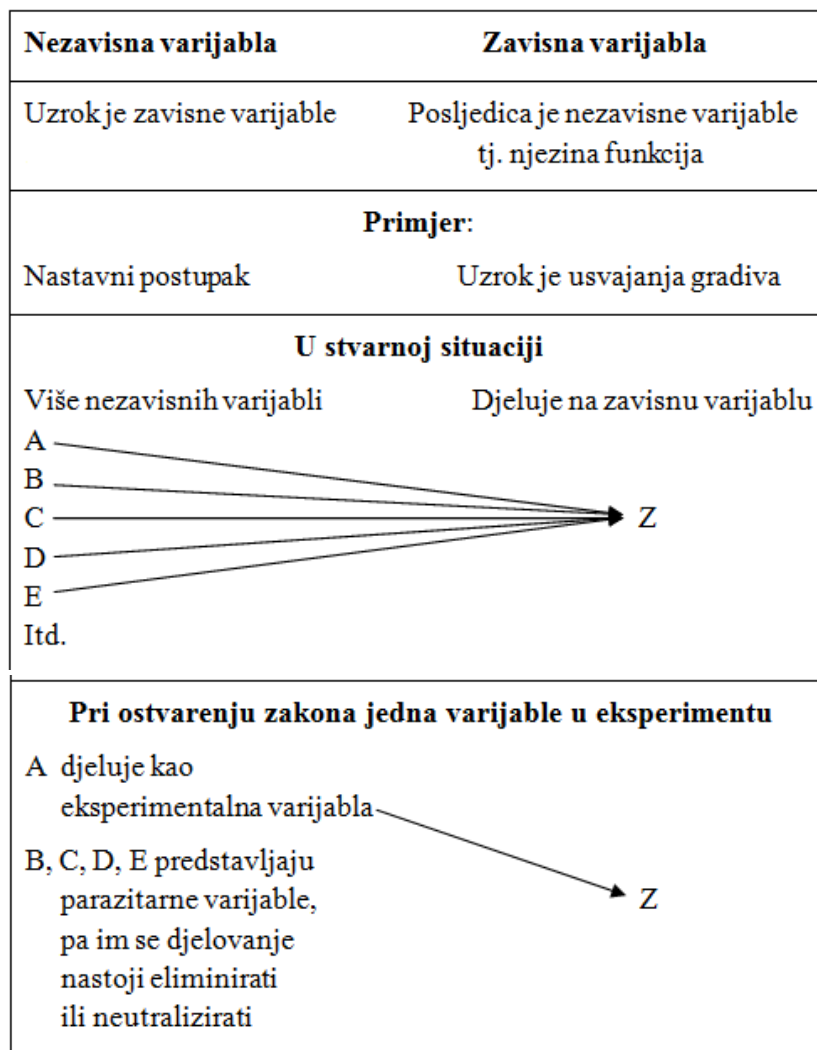 Nezavisna varijabla Zavisna varijabla
Uzrok je zavisne varijable Posljedica je nezavisne varijable
tj. njezina funkcija
Primjer:
Nastavni postupak Uzrok je usvajanja gradiva
U stvarnoj situaciji
Više nezavisnih varijabli Djeluje na zavisnu varijablu
A
B
C Z
D
E
Itd.
Pri ostvarenju zakona jedna varijable u eksperimentu
A djeluje kao
eksperimentalna varijabla
B, C, D, E predstavljaju
parazitarne varijable, Z
pa im se djelovanje
nastoji eliminirati
ili neutralizirati